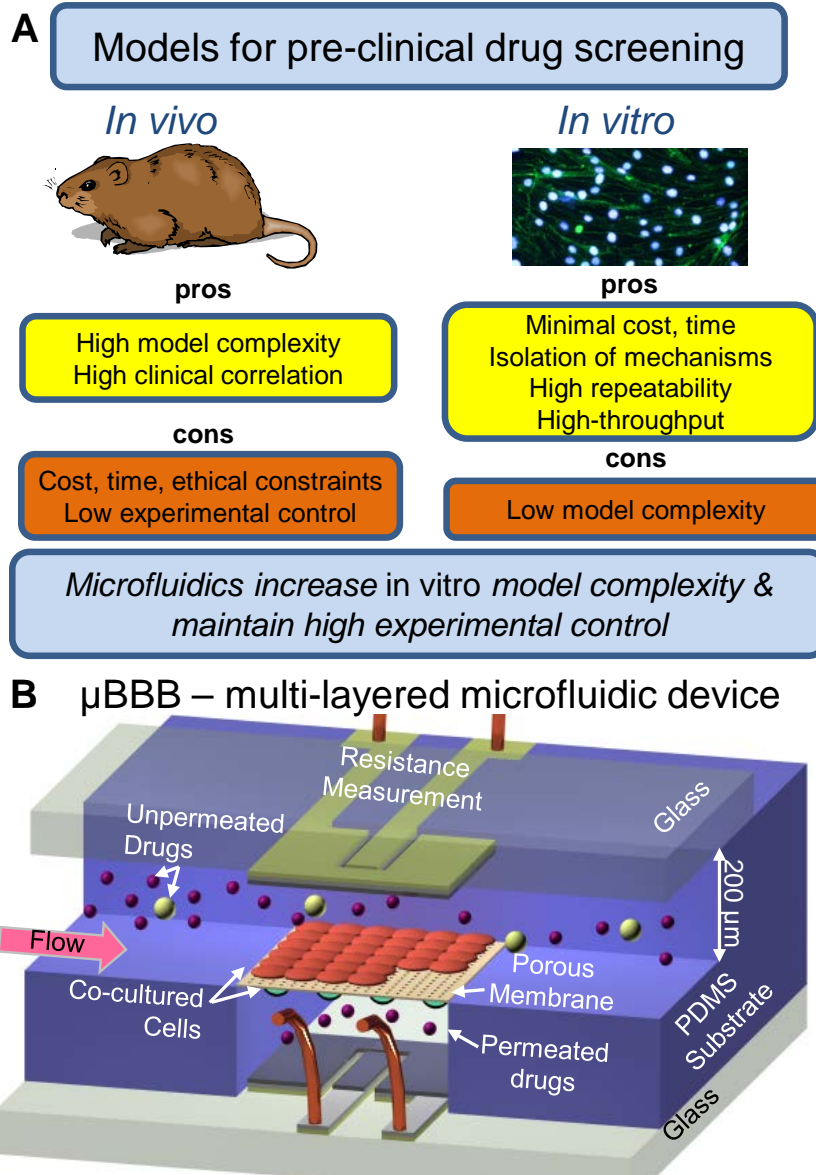 A
Models for pre-clinical drug screening
In vivo
pros
High model complexity
High clinical correlation
cons
Cost, time, ethical constraints
Low experimental control
In vitro
pros
Minimal cost, time
Isolation of mechanisms
High repeatability
High-throughput
cons
Low model complexity
Microfluidics increase in vitro model complexity &
maintain high experimental control
B
µBBB – multi-layered microfluidic device
Resistance
Measurement
Unpermeated
Drugs
Glass
200 µm
Flow
Co-cultured
Cells
Porous
Membrane
PDMS
Substrate
Permeated
drugs
Glass